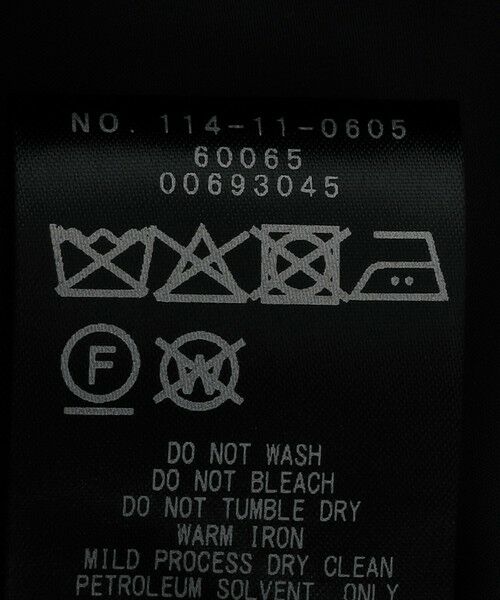 NO. 114-11-0605
60065
00693045
F W
DO NOT WASH
DO NOT BLEACH
DO NOT TUMBLE DRY
WARM IRON
MILD PROCESS DRY CLEAN
PETROLEUM SOLVENT ONLY